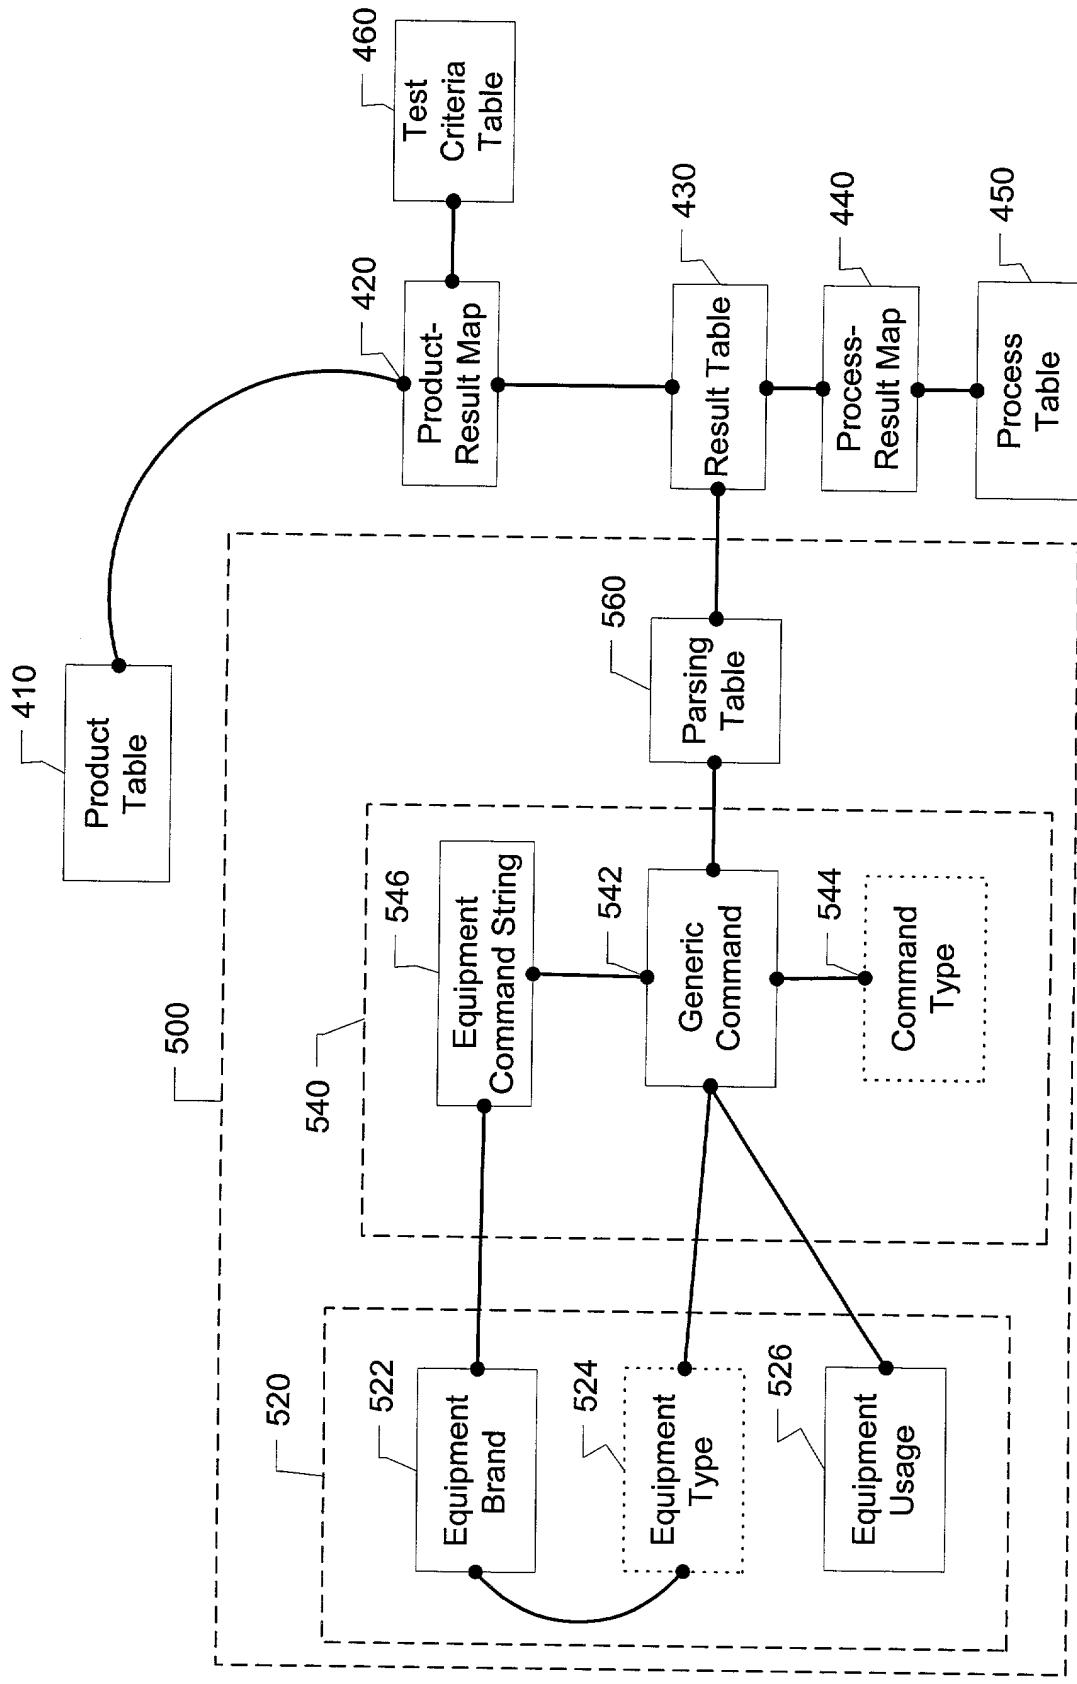 410
Product
Table
420
Product-
Result Map
460
Test
Criteria
Table
500
540
546
Equipment
Command String
542
Generic
Command
544
Command
Type
560
Parsing
Table
430
Result Table
440
Process-
Result Map
450
Process
Table
520
522
Equipment
Brand
524
Equipment
Type
526
Equipment
Usage